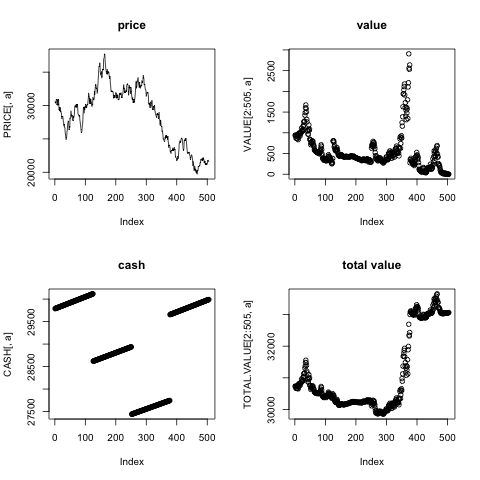 price
PRICE[, a]
20000 30000
0 100 200 300 400 500
Index
value
VALUE[2:505, a]
0 500 1500 2500
0 100 200 300 400 500
Index
cash
CASH[, a]
27500 28500 29500
0 100 200 300 400 500
Index
total value
TOTAL.VALUE[2:505, a]
30000 32000
0 100 200 300 400 500
Index